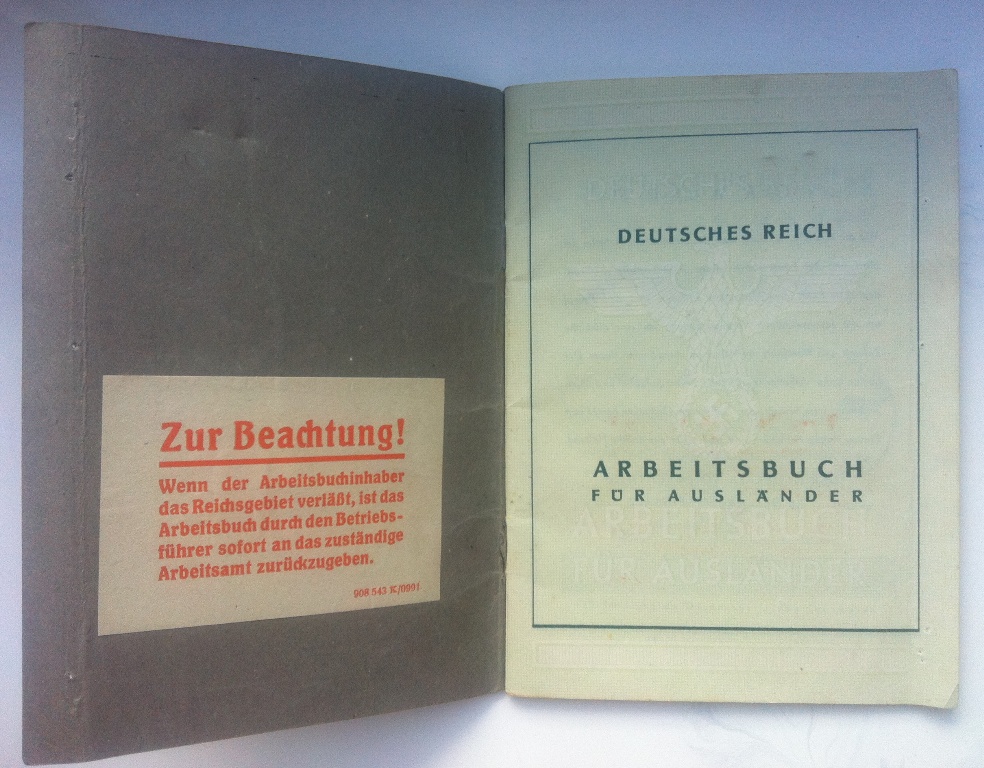 Zur Beachtung!
Wenn der Arbeitsbuchinhaber
das Reichsgebiet verläßt, ist das
Arbeitsbuch durch den Betriebs-
führer sofort an das zuständige
Arbeitsamt zurückzugeben.
908 543 K/0991
DEUTSCHES REICH
ARBEITSBUCH
FÜR AUSLÄNDER